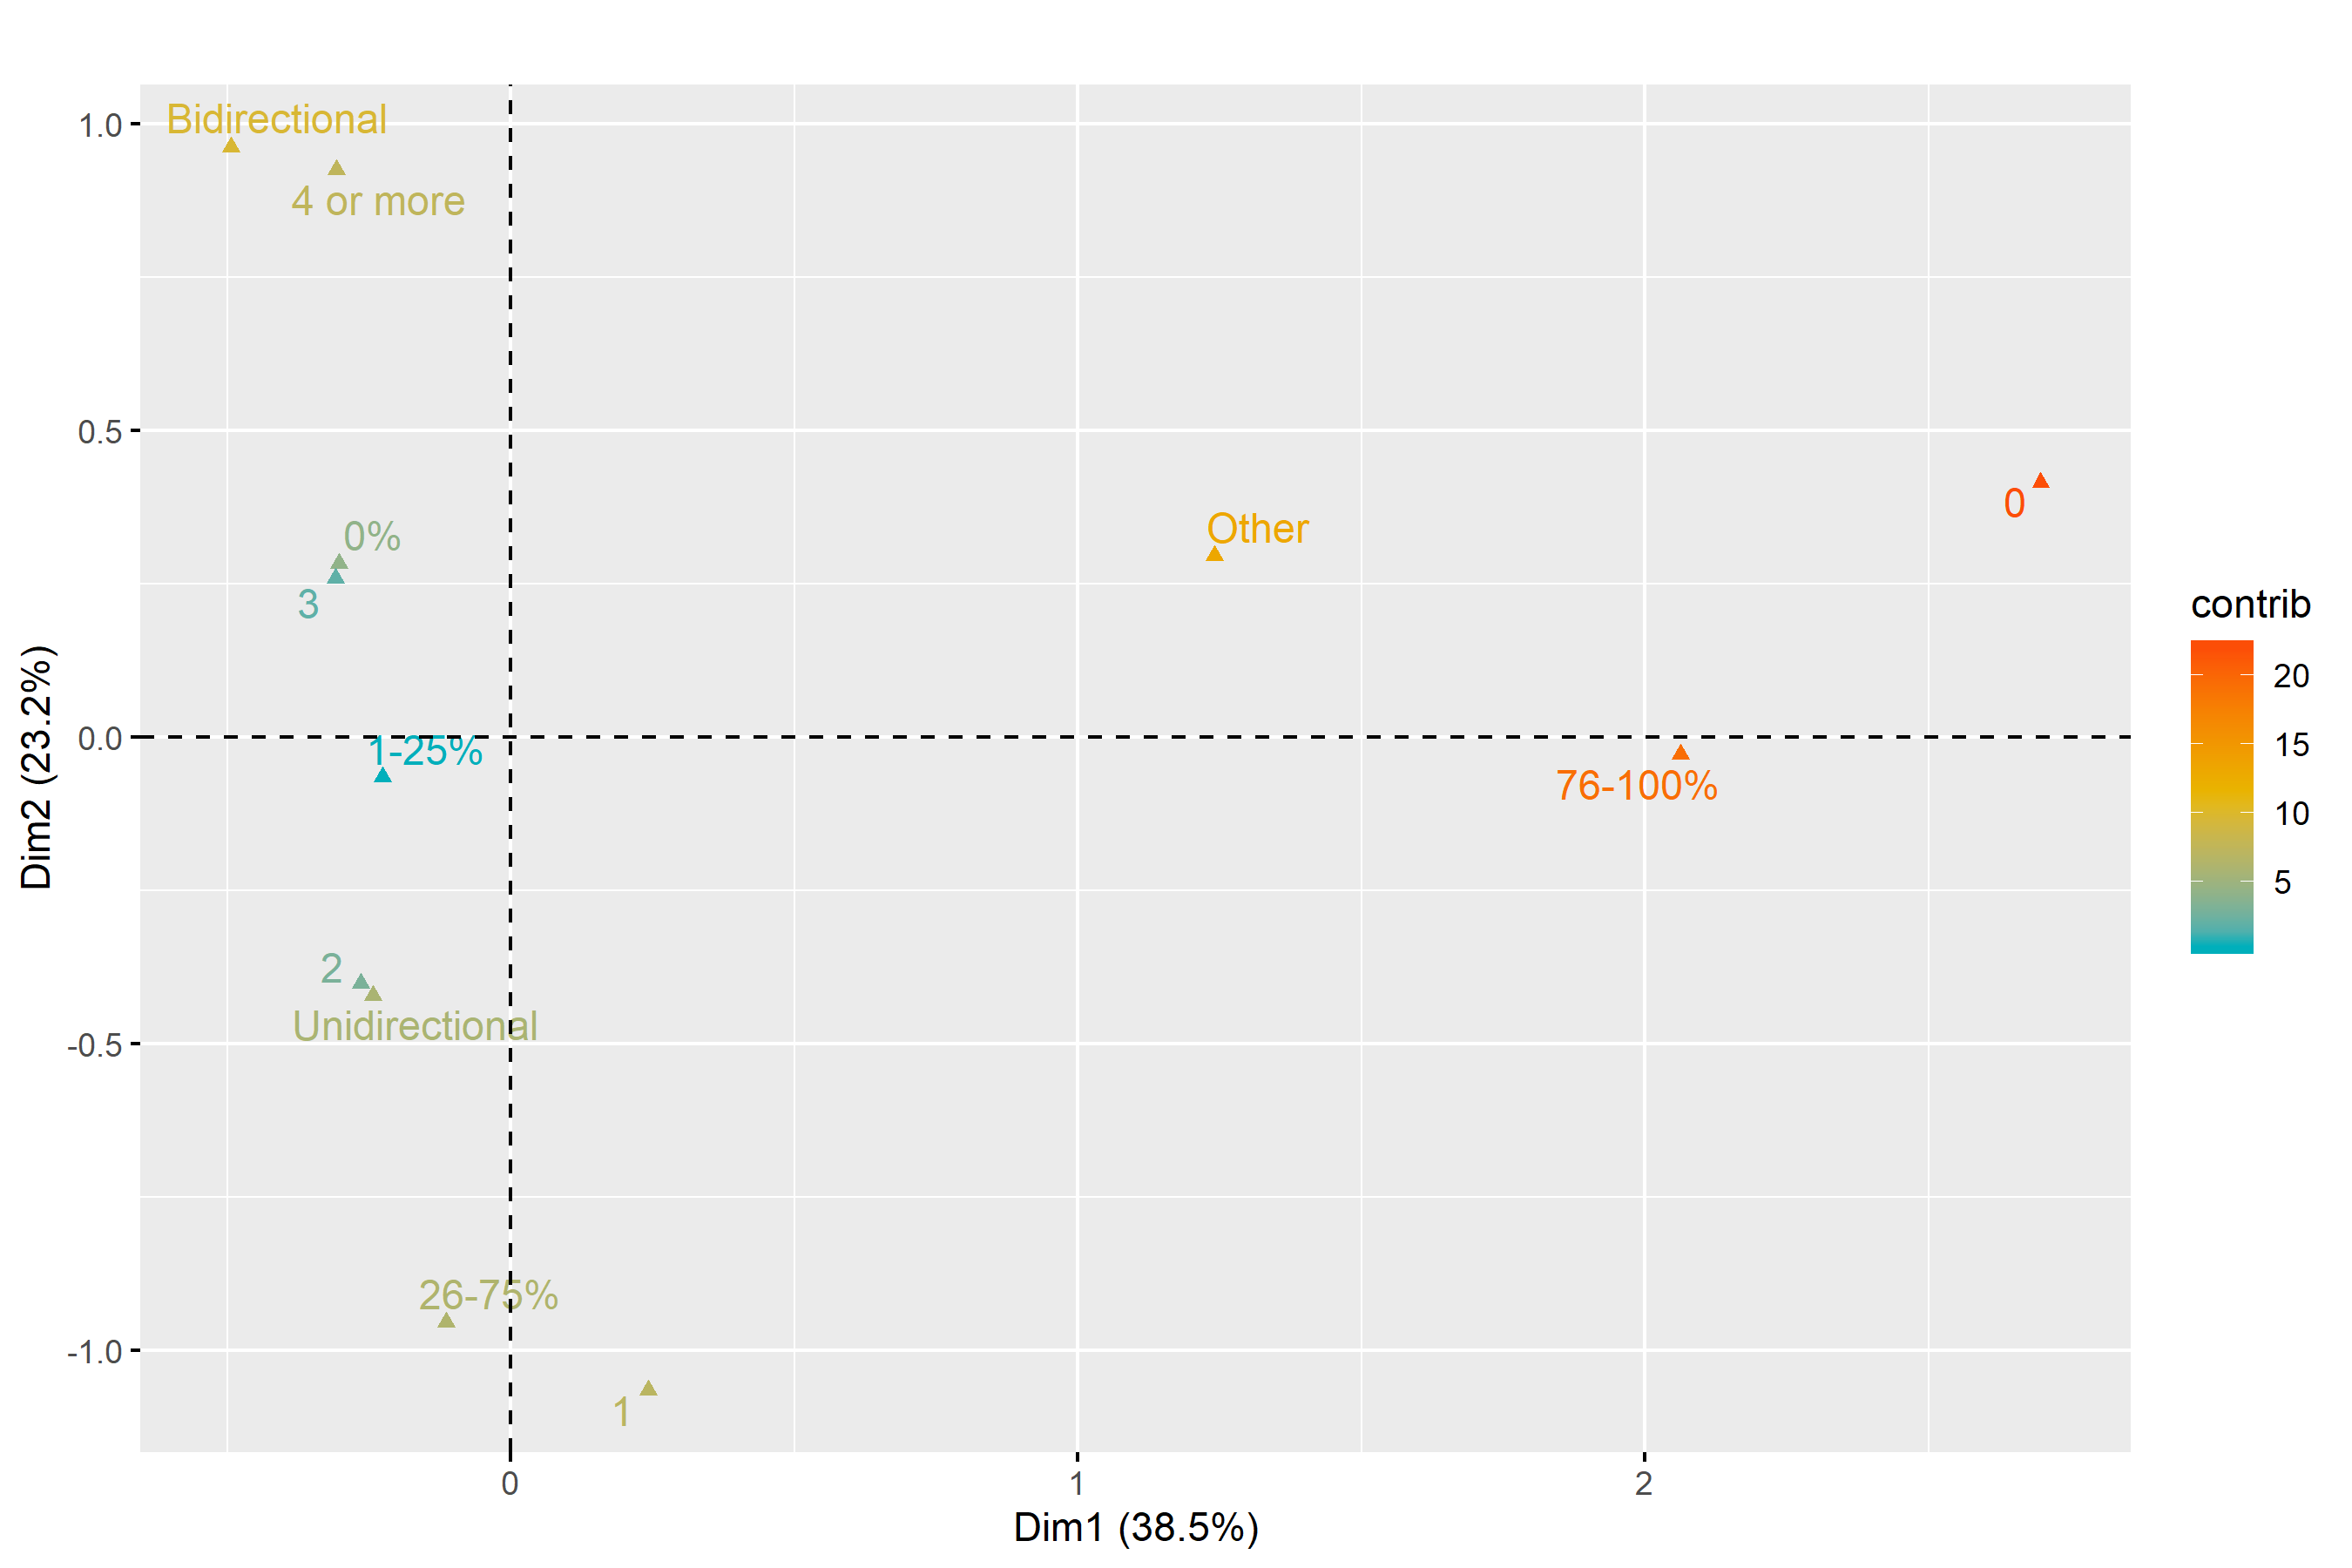 Bidirectional
1.0
4 or more
0.5
0
Other
0%
3
contrib
20
15
10
5
0.0
1-25%
76-100%
Dim2 (23.2%)
2
Unidirectional
-0.5
26-75%
-1.0
1
0
1
2
Dim1 (38.5%)